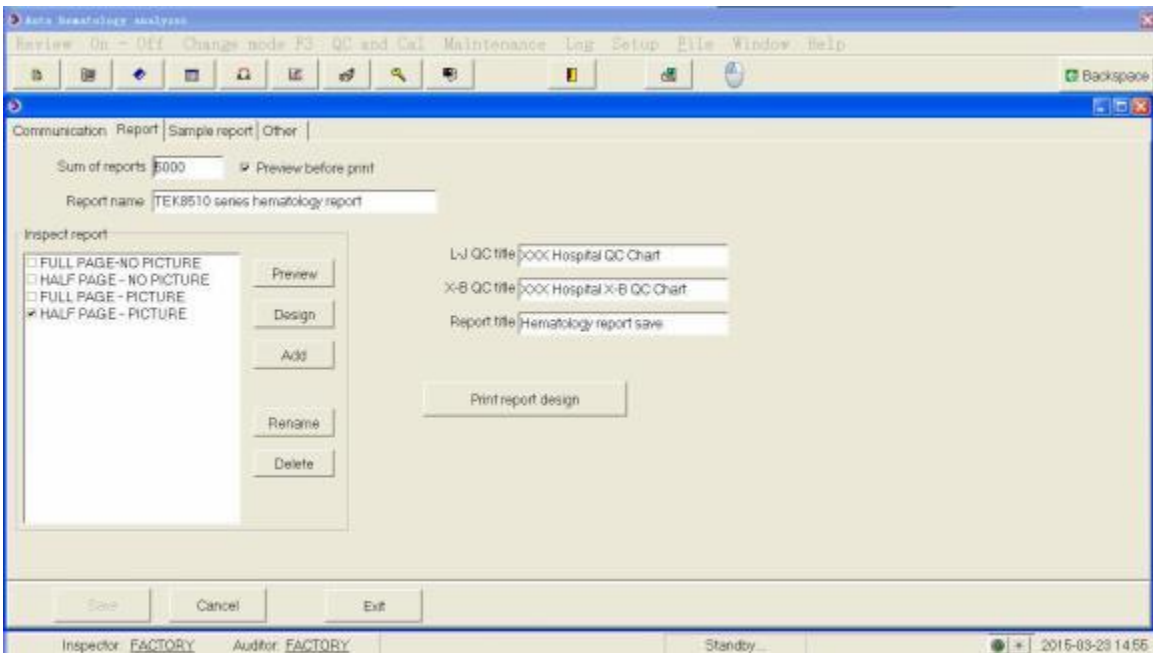 Auto hematology analyzer
Review On - Off Change mode F3 QC and Cal Maintenance Log Setup File Window Help
Backspace
Communication Report Sample report Other
Sum of reports 5000 Preview before print
Report name TEK8510 series hematology report
Inspect report
FULL PAGE-NO PICTURE
HALF PAGE - NO PICTURE
FULL PAGE - PICTURE
HALF PAGE - PICTURE
Preview
Design
Add
Rename
Delete
L-J QC title XXX Hospital QC Chart
X-B QC title XXX Hospital X-B QC Chart
Report title Hematology report save
Print report design
Save Cancel Exit
Inspector: FACTORY Auditor: FACTORY Standby... 2015-03-23 14:55